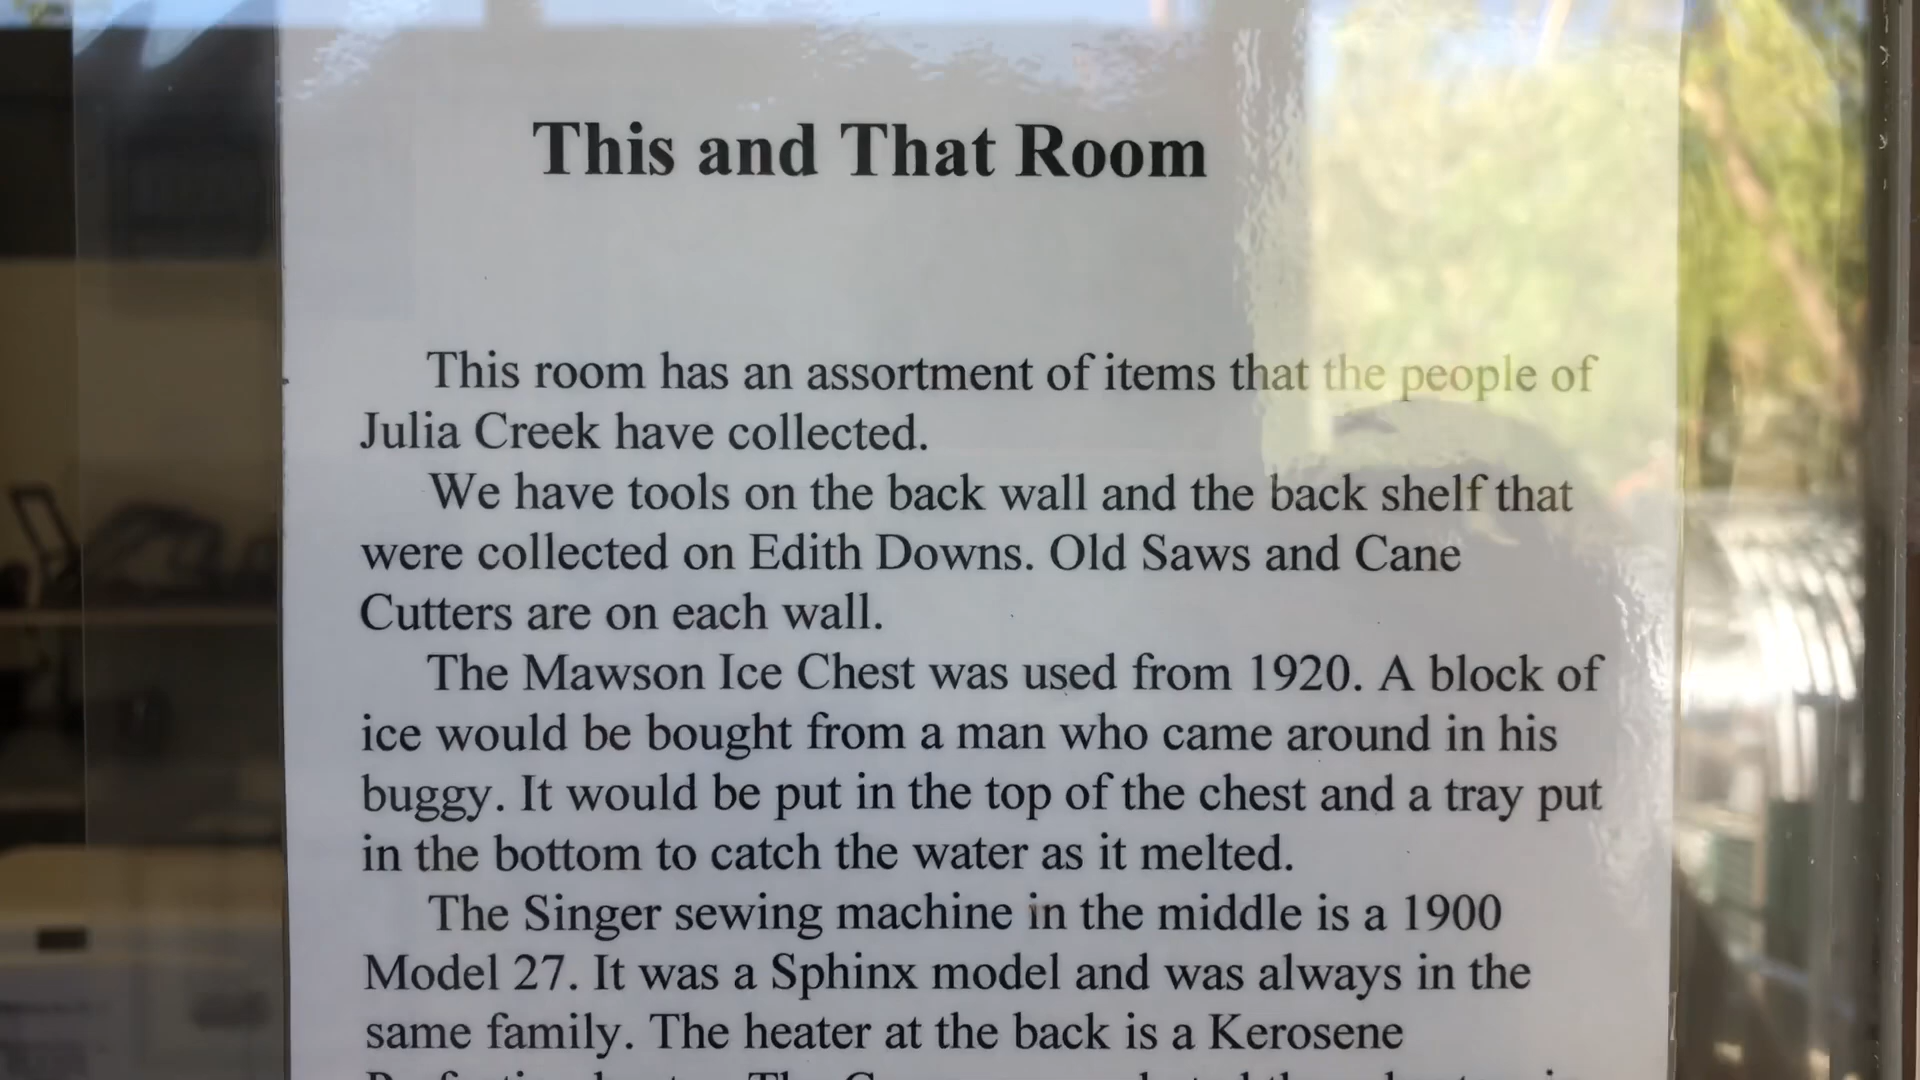 This and That Room
This room has an assortment of items that the people of
Julia Creek have collected.
We have tools on the back wall and the back shelf that
were collected on Edith Downs. Old Saws and Cane
Cutters are on each wall.
The Mawson Ice Chest was used from 1920. A block of
ice would be bought from a man who came around in his
buggy. It would be put in the top of the chest and a tray put
in the bottom to catch the water as it melted.
The Singer sewing machine in the middle is a 1900
Model 27. It was a Sphinx model and was always in the
same family. The heater at the back is a Kerosene